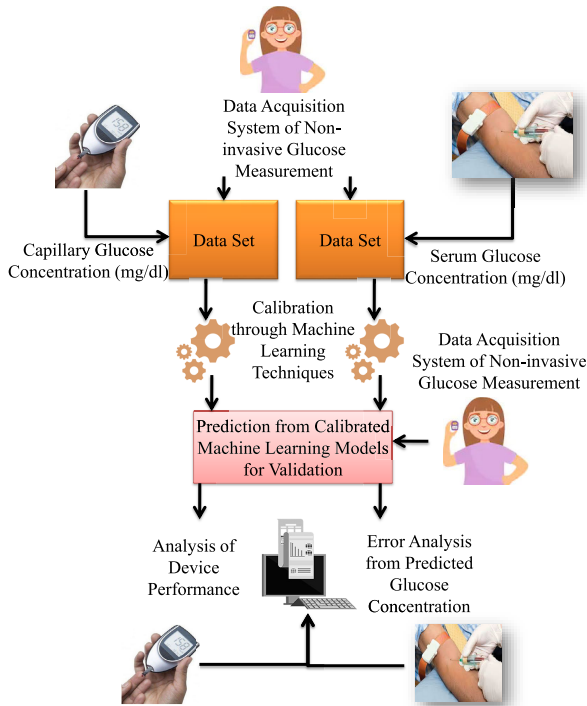 Data Acquisition
System of Non-
invasive Glucose
Measurement
158
Data Set
Data Set
Capillary Glucose
Concentration (mg/dl)
Serum Glucose
Concentration (mg/dl)
Calibration
through Machine
Learning
Techniques
Data Acquisition
System of Non-invasive
Glucose Measurement
Prediction from Calibrated
Machine Learning Models
for Validation
Analysis of
Device
Performance
Error Analysis
from Predicted
Glucose
Concentration
158